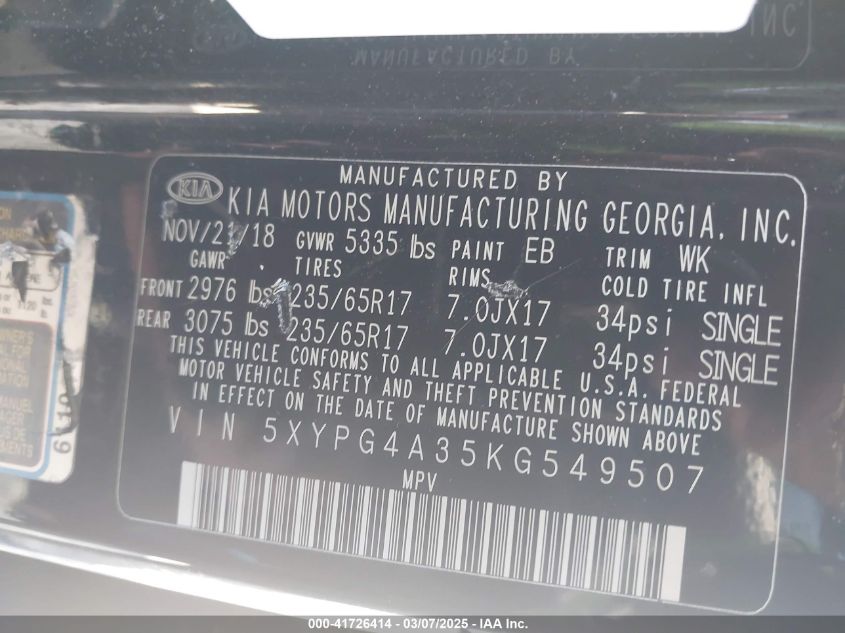 MANUFACTURED BY
KIA KIA MOTORS MANUFACTURING GEORGIA, INC.
NOV/2 /18 GVWR 5335 lbs PAINT EB TRIM WK
GAWR TIRES RIMS COLD TIRE INFL
FRONT 2976 lbs 235/65R17 7.0JX17 34psi SINGLE
REAR 3075 lbs 235/65R17 7.0JX17 34psi SINGLE
THIS VEHICLE CONFORMS TO ALL APPLICABLE U.S.A. FEDERAL
MOTOR VEHICLE SAFETY AND THEFT PREVENTION STANDARDS
IN EFFECT ON THE DATE OF MANUFACTURE SHOWN ABOVE
VIN 5XYPG4A35KG549507
MPV
000-41726414 - 03/07/2025 - IAA Inc.